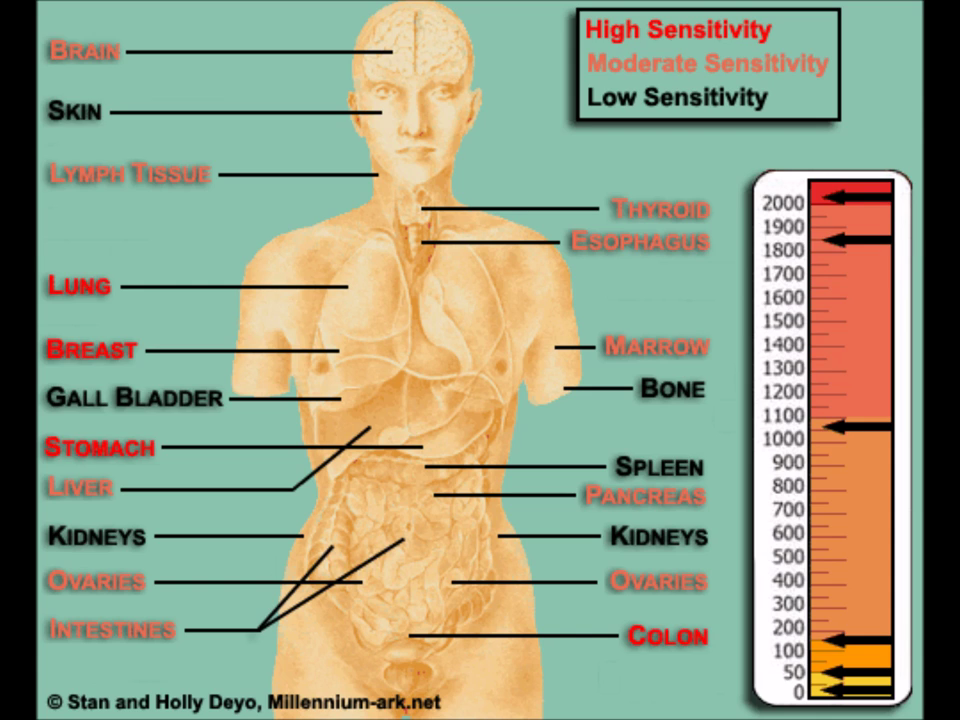 High Sensitivity
Moderate Sensitivity
Low Sensitivity
BRAIN
SKIN
LYMPH TISSUE
THYROID
ESOPHAGUS
LUNG
BREAST
MARROW
GALL BLADDER
BONE
STOMACH
SPLEEN
LIVER
PANCREAS
KIDNEYS
KIDNEYS
OVARIES
OVARIES
INTESTINES
COLON
2000
1900
1800
1700
1600
1500
1400
1300
1200
1100
1000
900
800
700
600
500
400
300
200
100
50
0
© Stan and Holly Deyo, Millennium-ark.net